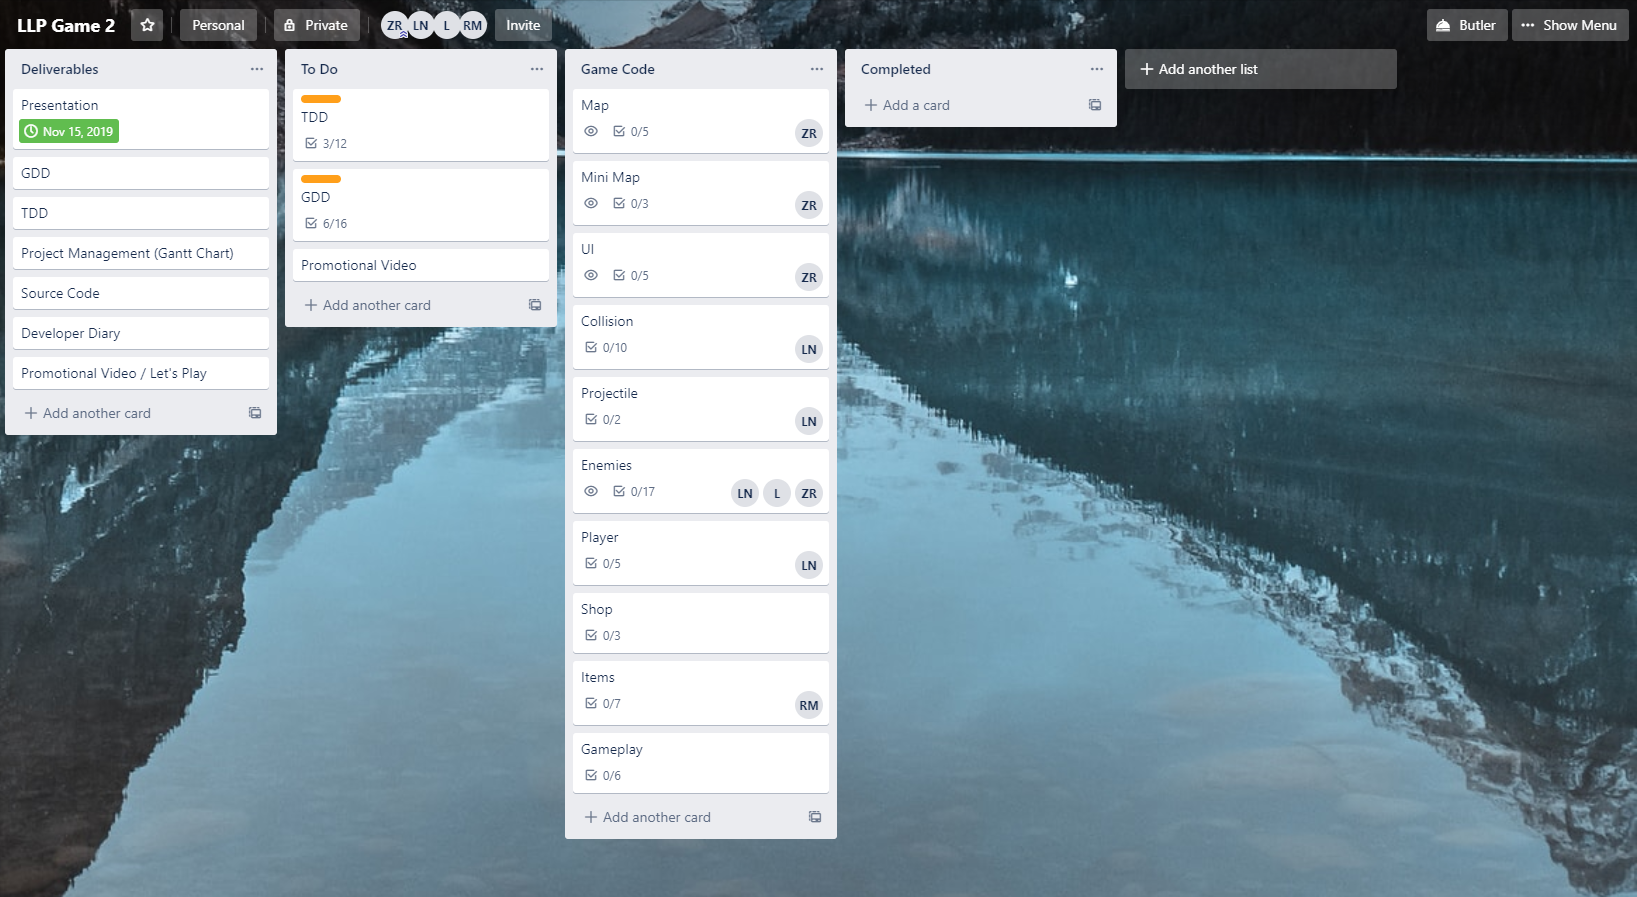 LLP Game 2
Personal
Private
ZR LN L RM
Invite
Butler
Show Menu
Deliverables
Presentation
Nov 15, 2019
GDD
TDD
Project Management (Gantt Chart)
Source Code
Developer Diary
Promotional Video / Let's Play
Add another card
To Do
TDD
3/12
GDD
6/16
Promotional Video
Add another card
Game Code
Map
0/5
ZR
Mini Map
0/3
ZR
UI
0/5
ZR
Collision
0/10
LN
Projectile
0/2
LN
Enemies
0/17
LN L ZR
Player
0/5
LN
Shop
0/3
Items
0/7
RM
Gameplay
0/6
Add another card
Completed
Add a card
Add another list